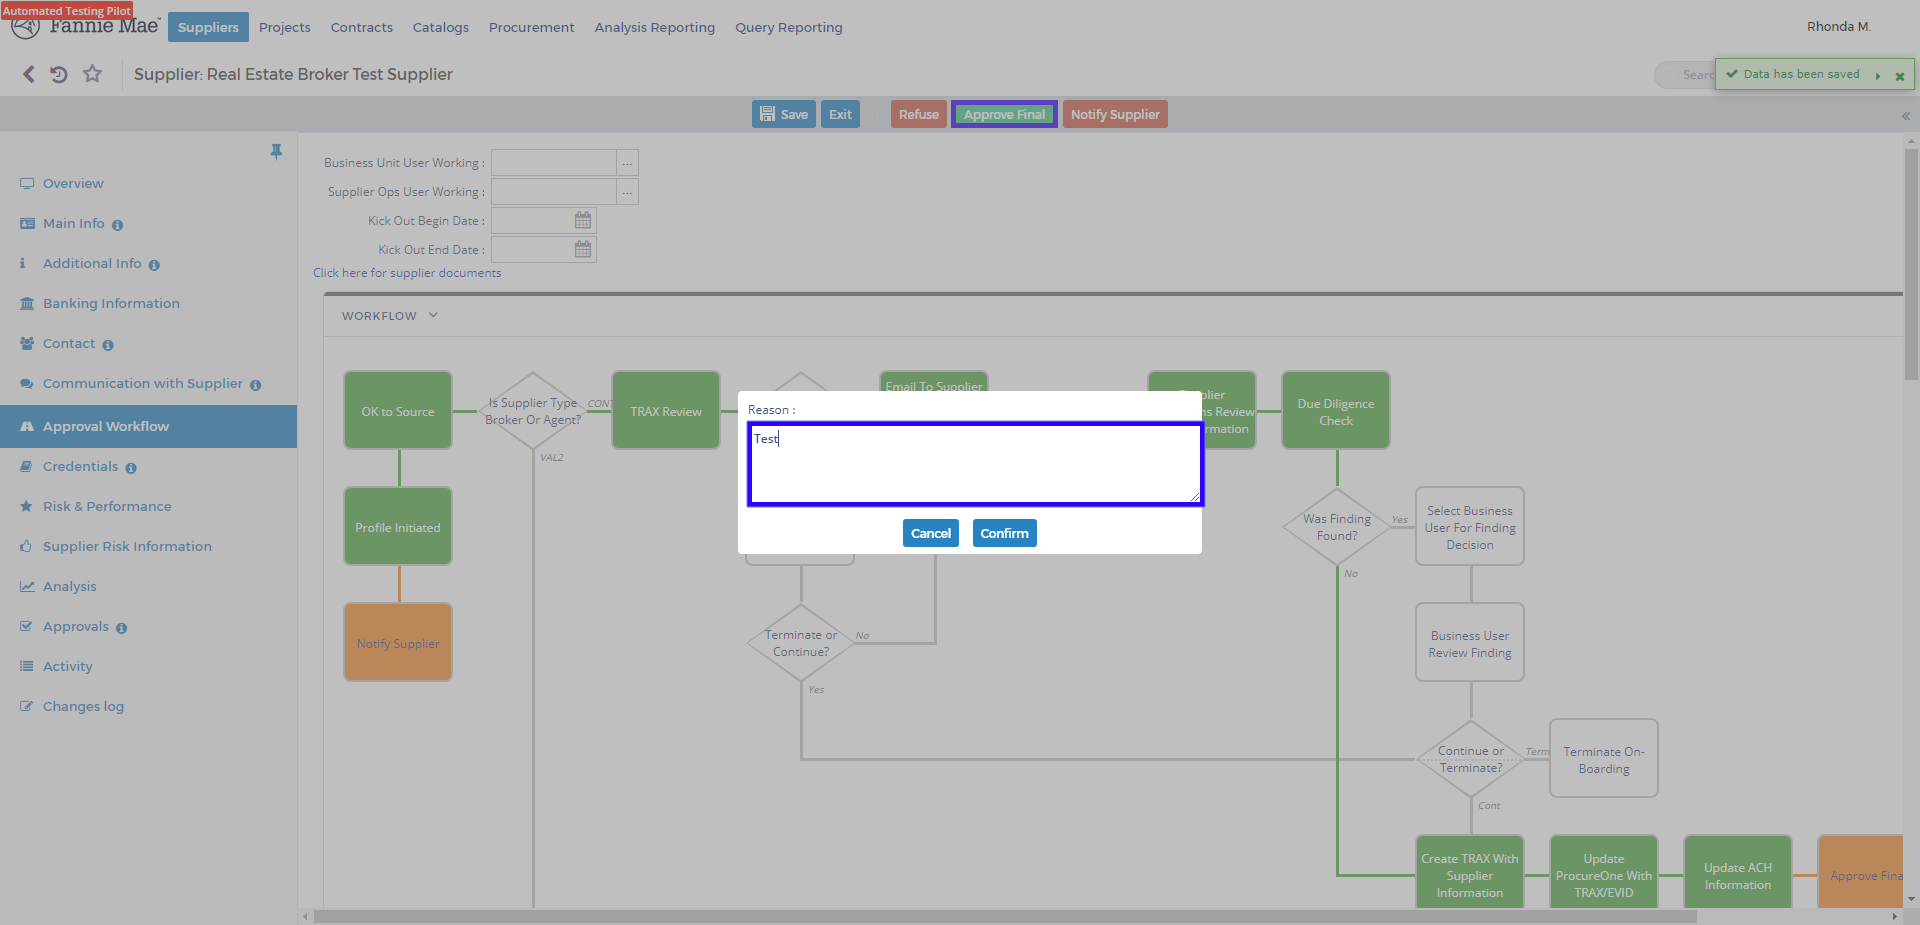 Automated Testing Pilot
Fannie Mae
Suppliers
Projects
Contracts
Catalogs
Procurement
Analysis Reporting
Query Reporting
Rhonda M.
Supplier: Real Estate Broker Test Supplier
Searc
Data has been saved
Save
Exit
Refuse
Approve Final
Notify Supplier
Overview
Main Info
Additional Info
Banking Information
Contact
Communication with Supplier
Approval Workflow
Credentials
Risk & Performance
Supplier Risk Information
Analysis
Approvals
Activity
Changes log
Business Unit User Working :
...
Supplier Ops User Working :
...
Kick Out Begin Date :
Kick Out End Date :
Click here for supplier documents
WORKFLOW
OK to Source
Is Supplier Type
Broker Or Agent?
CONT
VAL2
TRAX Review
Email To Supplier
plier
ns Review
rmation
Due Diligence
Check
Reason :
Test
Cancel
Confirm
Profile Initiated
Notify Supplier
Was Finding
Found?
Yes
No
Select Business
User For Finding
Decision
Terminate or
Continue?
No
Yes
Business User
Review Finding
Continue or
Terminate?
Term
Cont
Terminate On-
Boarding
Create TRAX With
Supplier
Information
Update
ProcureOne With
TRAX/EVID
Update ACH
Information
Approve Fina